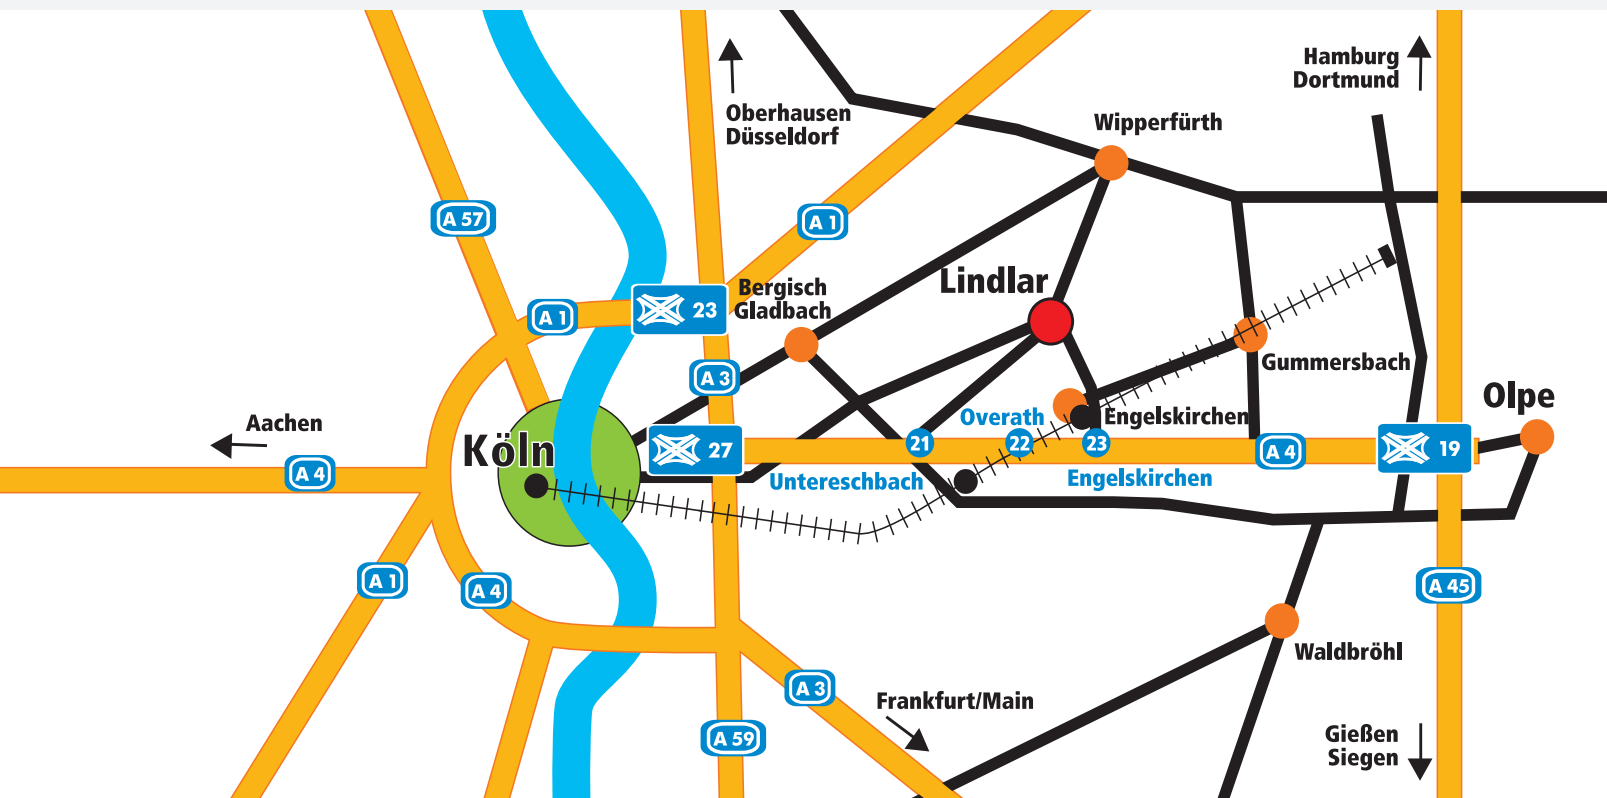 Hamburg
Dortmund
Oberhausen
Düsseldorf
Wipperfürth
A 57
A 1
Lindlar
Bergisch
Gladbach
23
A 1
A 3
Gummersbach
Olpe
Aachen
Overath
Engelskirchen
Köln
27
21
22
23
A 4
19
A 4
Untereschbach
Engelskirchen
A 1
A 4
A 45
Waldbröhl
A 3
Frankfurt/Main
A 59
Gießen
Siegen